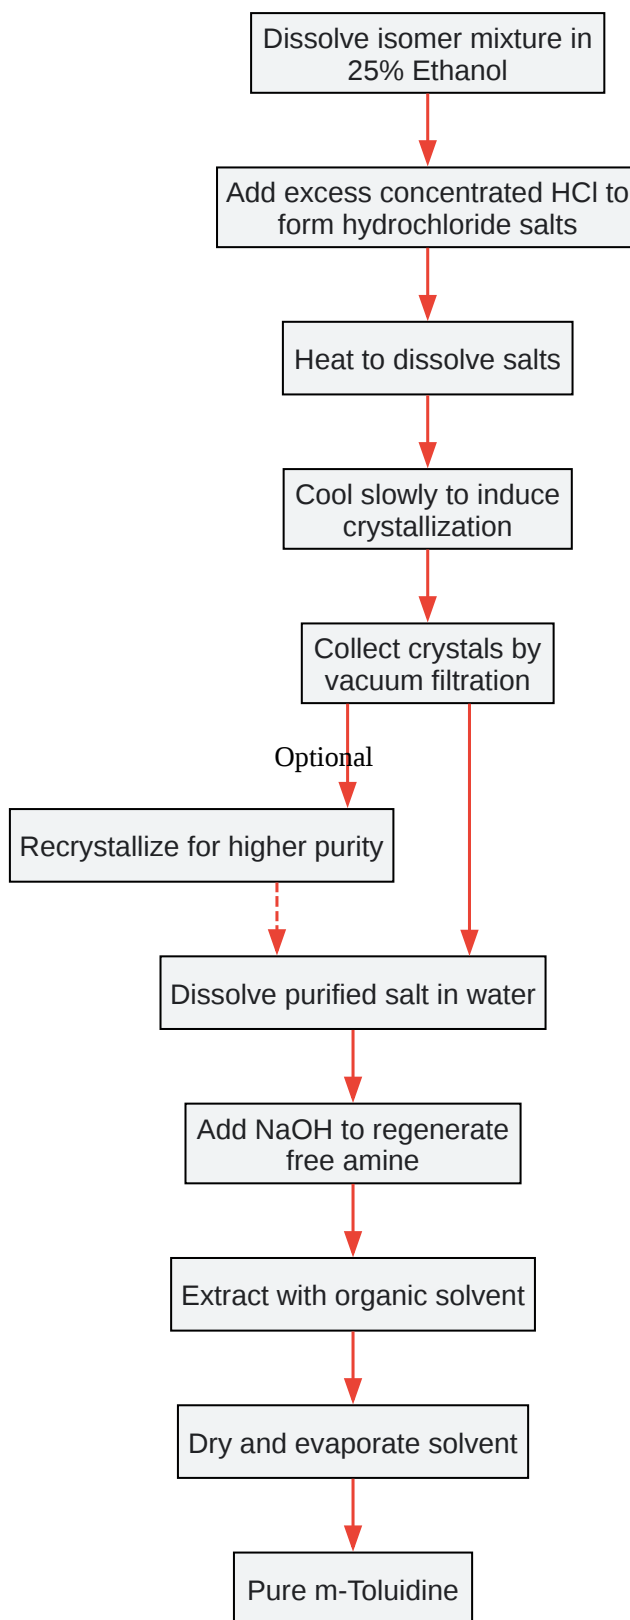 Dissolve isomer mixture in
25% Ethanol
Add excess concentrated HCl to
form hydrochloride salts
Heat to dissolve salts
Cool slowly to induce
crystallization
Collect crystals by
vacuum filtration
Optional
Recrystallize for higher purity
Dissolve purified salt in water
Add NaOH to regenerate
free amine
Extract with organic solvent
Dry and evaporate solvent
Pure m-Toluidine